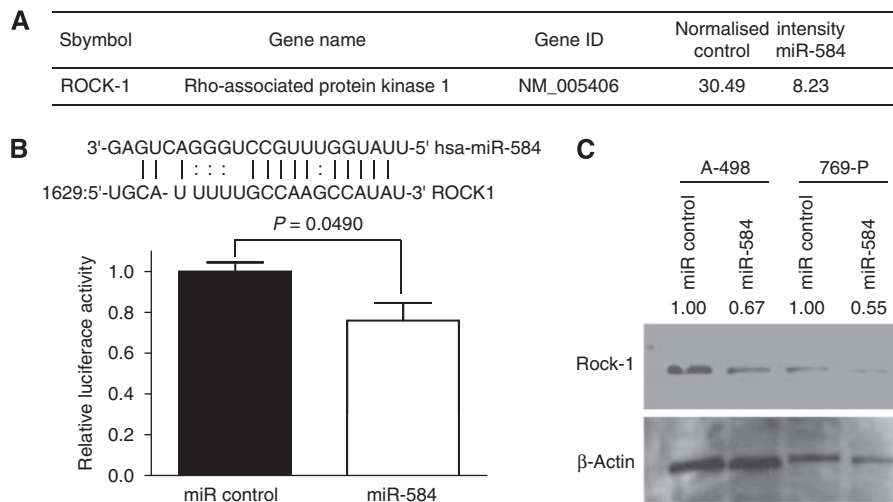 A
Sbymbol Gene name Gene ID Normalised intensity
control miR-584
ROCK-1 Rho-associated protein kinase 1 NM_005406 30.49 8.23
B
3'-GAGUCAGGGUCCGUUUGGUAUU-5' hsa-miR-584
1629:5'-UGCA- U UUUUGCCAAGCCAUAU-3' ROCK1
P = 0.0490
Relative luciferace activity
1.0
0.8
0.6
0.4
0.2
0.0
miR control miR-584
C
A-498 769-P
miR control miR-584 miR control miR-584
1.00 0.67 1.00 0.55
Rock-1
β-Actin